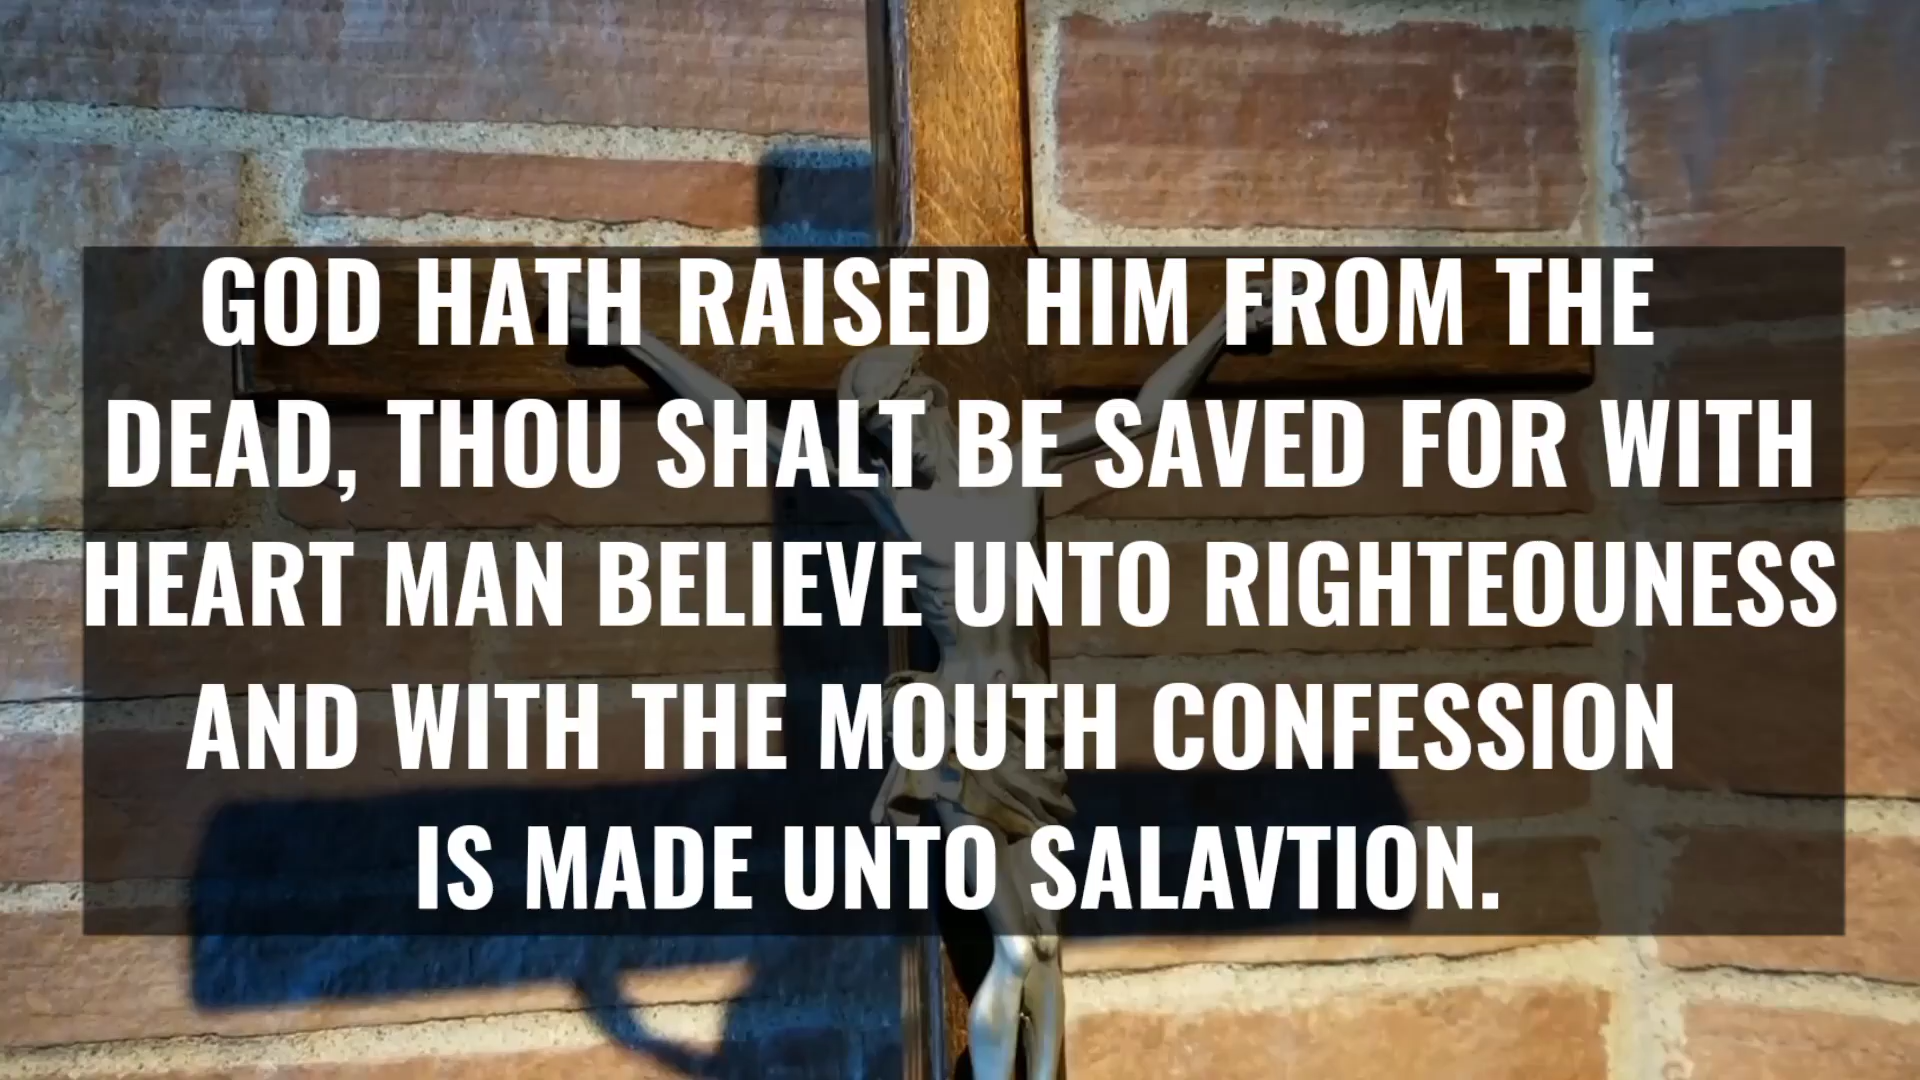 GOD HATH RAISED HIM FROM THE
DEAD, THOU SHALT BE SAVED FOR WITH
HEART MAN BELIEVE UNTO RIGHTEOUNESS
AND WITH THE MOUTH CONFESSION
IS MADE UNTO SALAVTION.